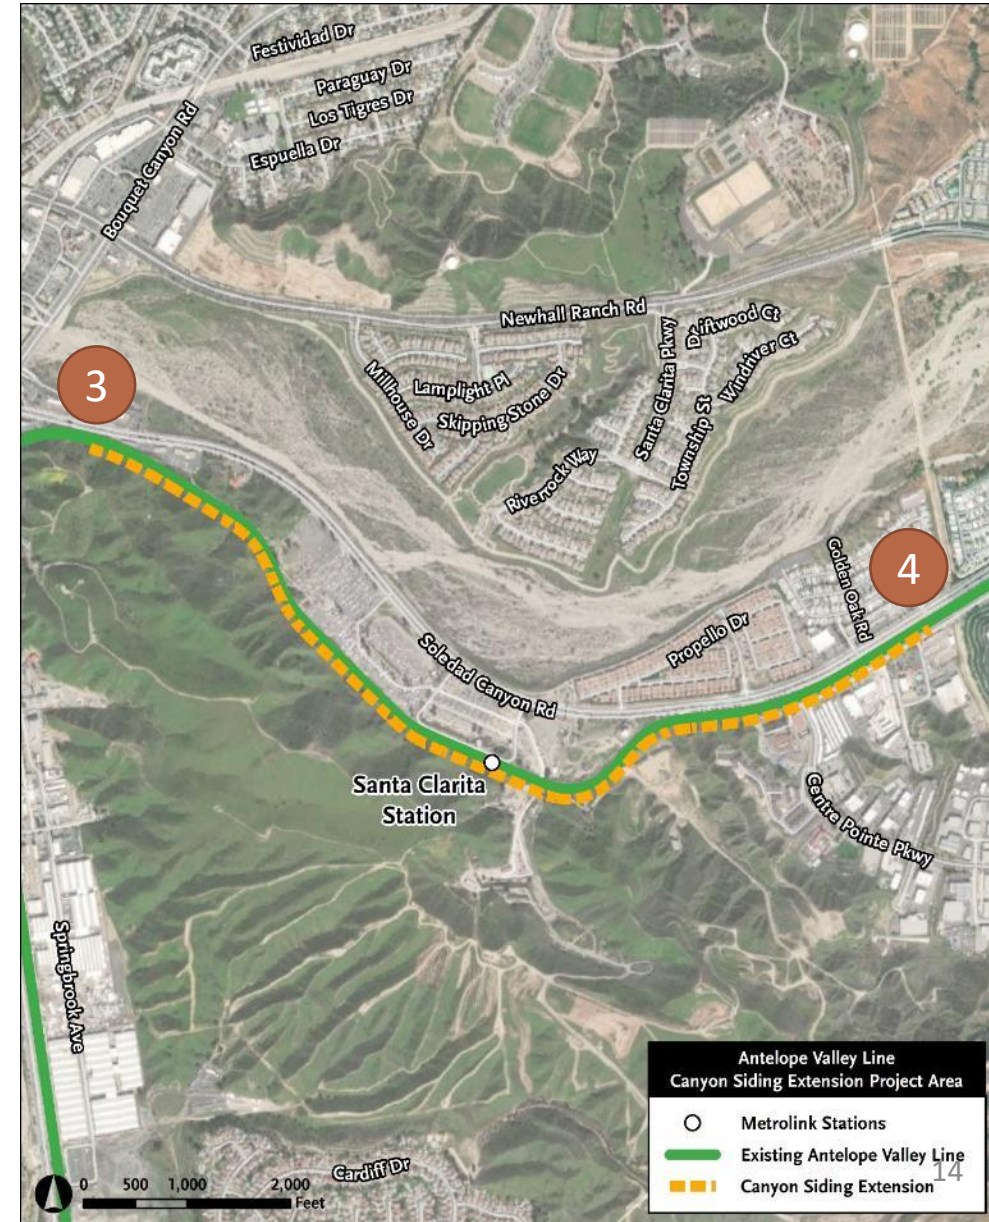 Festividad Dr
Paraguay Dr
Los Tigres Dr
Espuella Dr
Bouquet Canyon Rd
Newhall Ranch Rd
Driftwood Ct
Windriver Ct
Santa Clarita Pkwy
Township St
Millhouse Dr
Lamplight Pl
Skipping Stone Dr
Riverrock Way
3
4
Golden Oak Rd
Propello Dr
Soledad Canyon Rd
Santa Clarita
Station
Centre Pointe Pkwy
Springbrook Ave
Cardiff Dr
Antelope Valley Line
Canyon Siding Extension Project Area
Metrolink Stations
Existing Antelope Valley Line
Canyon Siding Extension
14
0 500 1,000 2,000
Feet